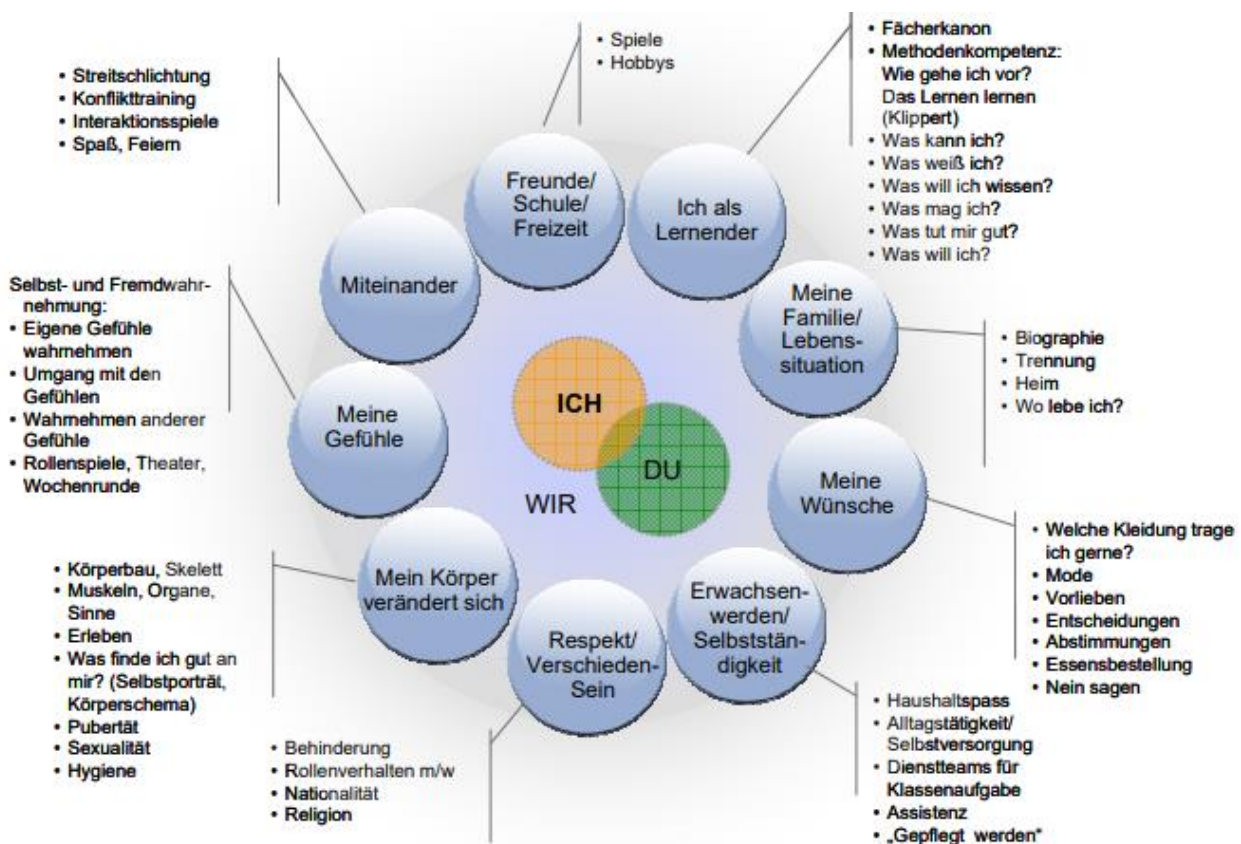 • Spiele
• Hobbys
• Fächerkanon
• Methodenkompetenz:
Wie gehe ich vor?
Das Lernen lernen
(Klippert)
• Was kann ich?
• Was weiß ich?
• Was will ich wissen?
• Was mag ich?
• Was tut mir gut?
• Was will ich?
• Streitschlichtung
• Konflikttraining
• Interaktionsspiele
• Spaß, Feiern
Freunde/
Schule/
Freizeit
Ich als
Lernender
Miteinander
Meine
Familie/
Lebens-
situation
• Biographie
• Trennung
• Heim
• Wo lebe ich?
Selbst- und Fremdwahr-
nehmung:
• Eigene Gefühle
wahrnehmen
• Umgang mit den
Gefühlen
• Wahrnehmen anderer
Gefühle
• Rollenspiele, Theater,
Wochenrunde
Meine
Gefühle
ICH
DU
WIR
Meine
Wünsche
• Welche Kleidung trage
ich gerne?
• Mode
• Vorlieben
• Entscheidungen
• Abstimmungen
• Essensbestellung
• Nein sagen
Mein Körper
verändert sich
• Körperbau, Skelett
• Muskeln, Organe,
Sinne
• Erleben
• Was finde ich gut an
mir? (Selbstporträt,
Körperschema)
• Pubertät
• Sexualität
• Hygiene
Respekt/
Verschieden-
Sein
• Behinderung
• Rollenverhalten m/w
• Nationalität
• Religion
Erwachsen-
werden/
Selbststän-
digkeit
• Haushaltspass
• Alltagstätigkeit/
Selbstversorgung
• Dienstteams für
Klassenaufgabe
• Assistenz
• „Gepflegt werden“